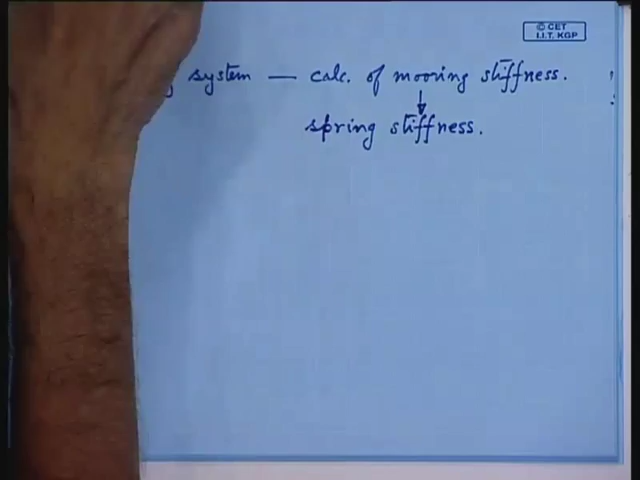 © CET
I.I.T. KGP
system — calc. of mooring stiffness.
spring stiffness.